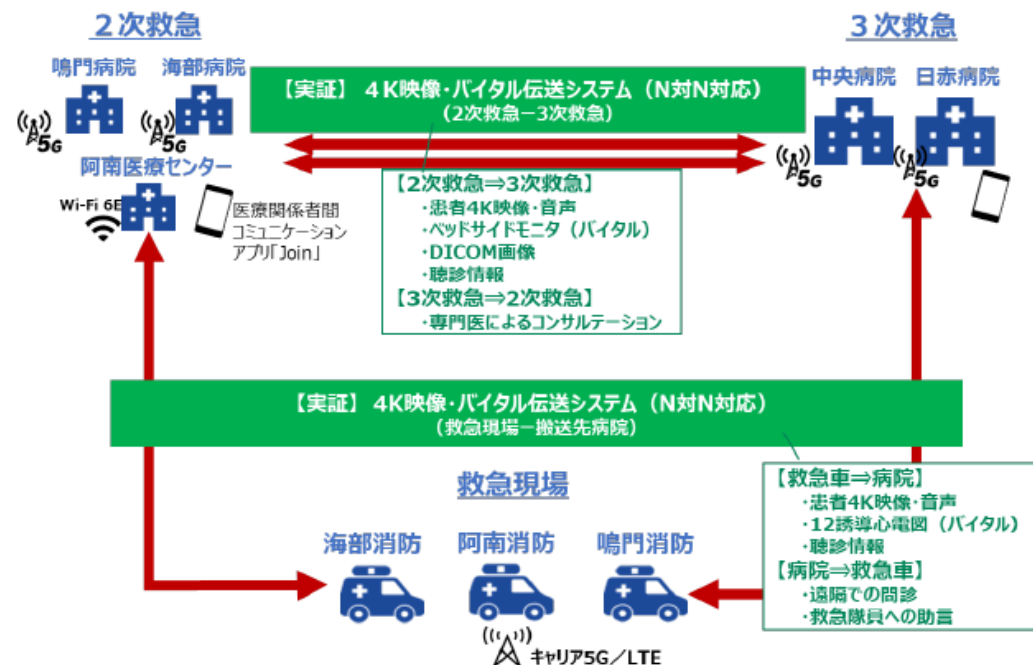 ２次救急
３次救急
鳴門病院
海部病院
中央病院
日赤病院
【実証】 ４K映像・バイタル伝送システム（N対N対応）
(２次救急－３次救急)
5G
5G
5G
5G
阿南医療センター
Wi-Fi 6E
医療関係者間
コミュニケーション
アプリ「Join」
【２次救急⇒３次救急】
・患者4K映像・音声
・ベッドサイドモニタ（バイタル）
・DICOM画像
・聴診情報
【３次救急⇒２次救急】
・専門医によるコンサルテーション
【実証】 4K映像・バイタル伝送システム（N対N対応）
(救急現場－搬送先病院)
救急現場
海部消防
阿南消防
鳴門消防
キャリア5G／LTE
【救急車⇒病院】
・患者4K映像・音声
・12誘導心電図（バイタル）
・聴診情報
【病院⇒救急車】
・遠隔での問診
・救急隊員への助言